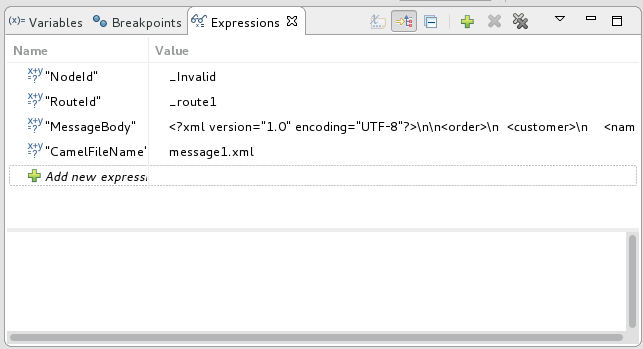 (x)= Variables Breakpoints Expressions
Name Value
x+y =? "NodeId" _Invalid
x+y =? "RouteId" _route1
x+y =? "MessageBody" <?xml version="1.0" encoding="UTF-8"?>\n\n<order>\n <customer>\n <nam
x+y =? "CamelFileName" message1.xml
Add new expressi